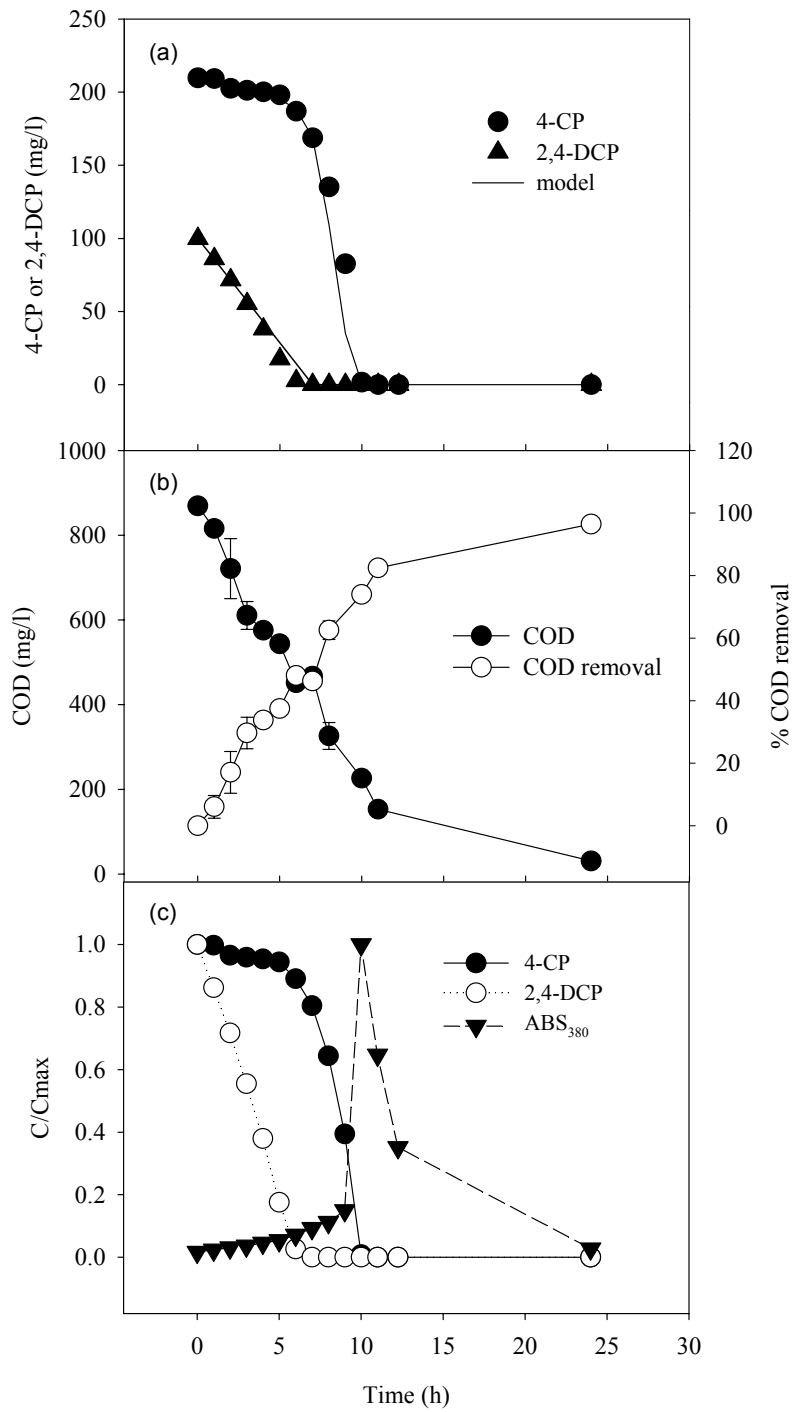 (a)
250
200
150
100
50
0
4-CP or 2,4-DCP (mg/l)
4-CP
2,4-DCP
model
(b)
1000
800
600
400
200
0
COD (mg/l)
120
100
80
60
40
20
0
% COD removal
COD
COD removal
(c)
1.0
0.8
0.6
0.4
0.2
0.0
C/Cmax
4-CP
2,4-DCP
ABS380
0 5 10 15 20 25 30
Time (h)